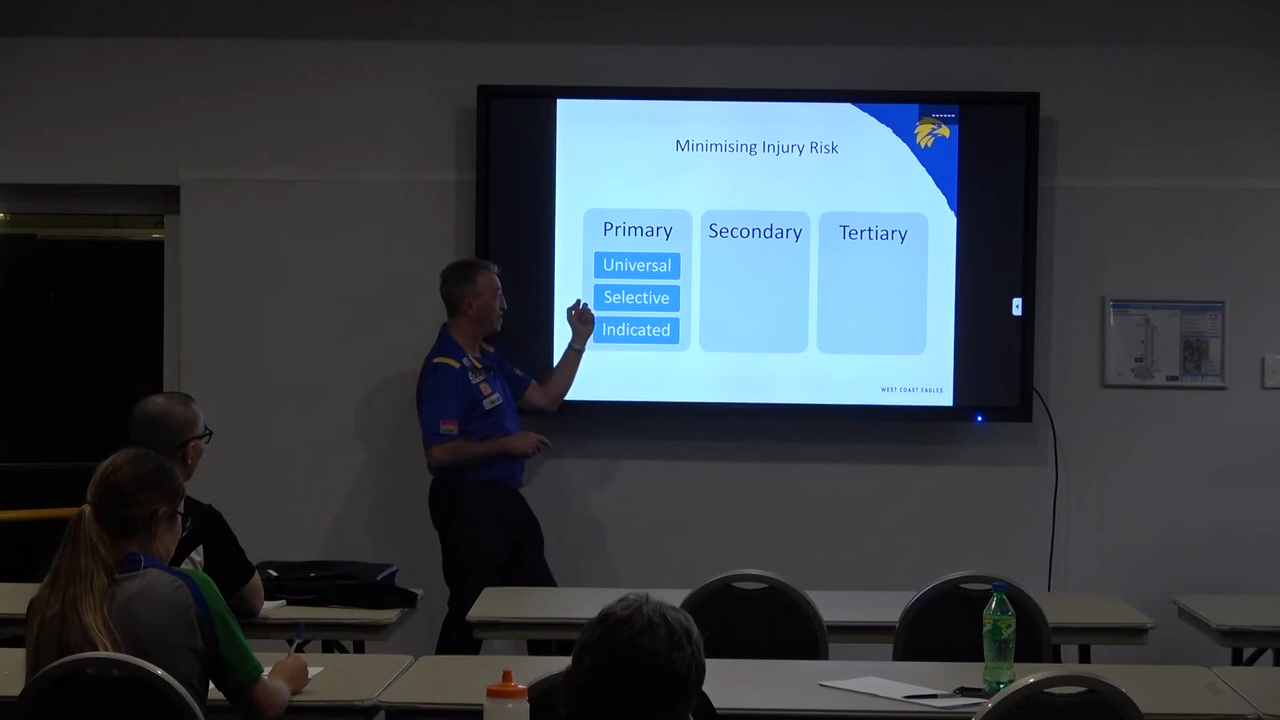 Minimising Injury Risk
Primary
Secondary
Tertiary
Universal
Selective
Indicated
WEST COAST EAGLES